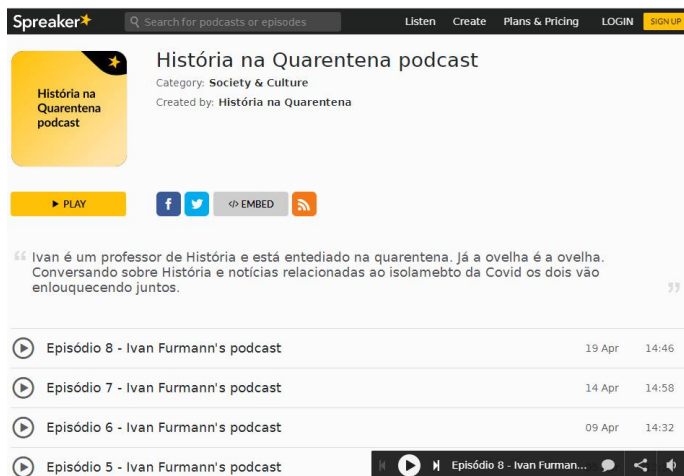 Spreaker
Search for podcasts or episodes
Listen
Create
Plans & Pricing
LOGIN
SIGN UP
História na
Quarentena
podcast
História na Quarentena podcast
Category: Society & Culture
Created by: História na Quarentena
PLAY
f
</> EMBED
“ Ivan é um professor de História e está entediado na quarentena. Já a ovelha é a ovelha.
Conversando sobre História e notícias relacionadas ao isolamebto da Covid os dois vão
enlouquecendo juntos. ”
Episódio 8 - Ivan Furmann's podcast 19 Apr 14:46
Episódio 7 - Ivan Furmann's podcast 14 Apr 14:58
Episódio 6 - Ivan Furmann's podcast 09 Apr 14:32
Episódio 5 - Ivan Furmann's podcast
Episódio 8 - Ivan Furman...